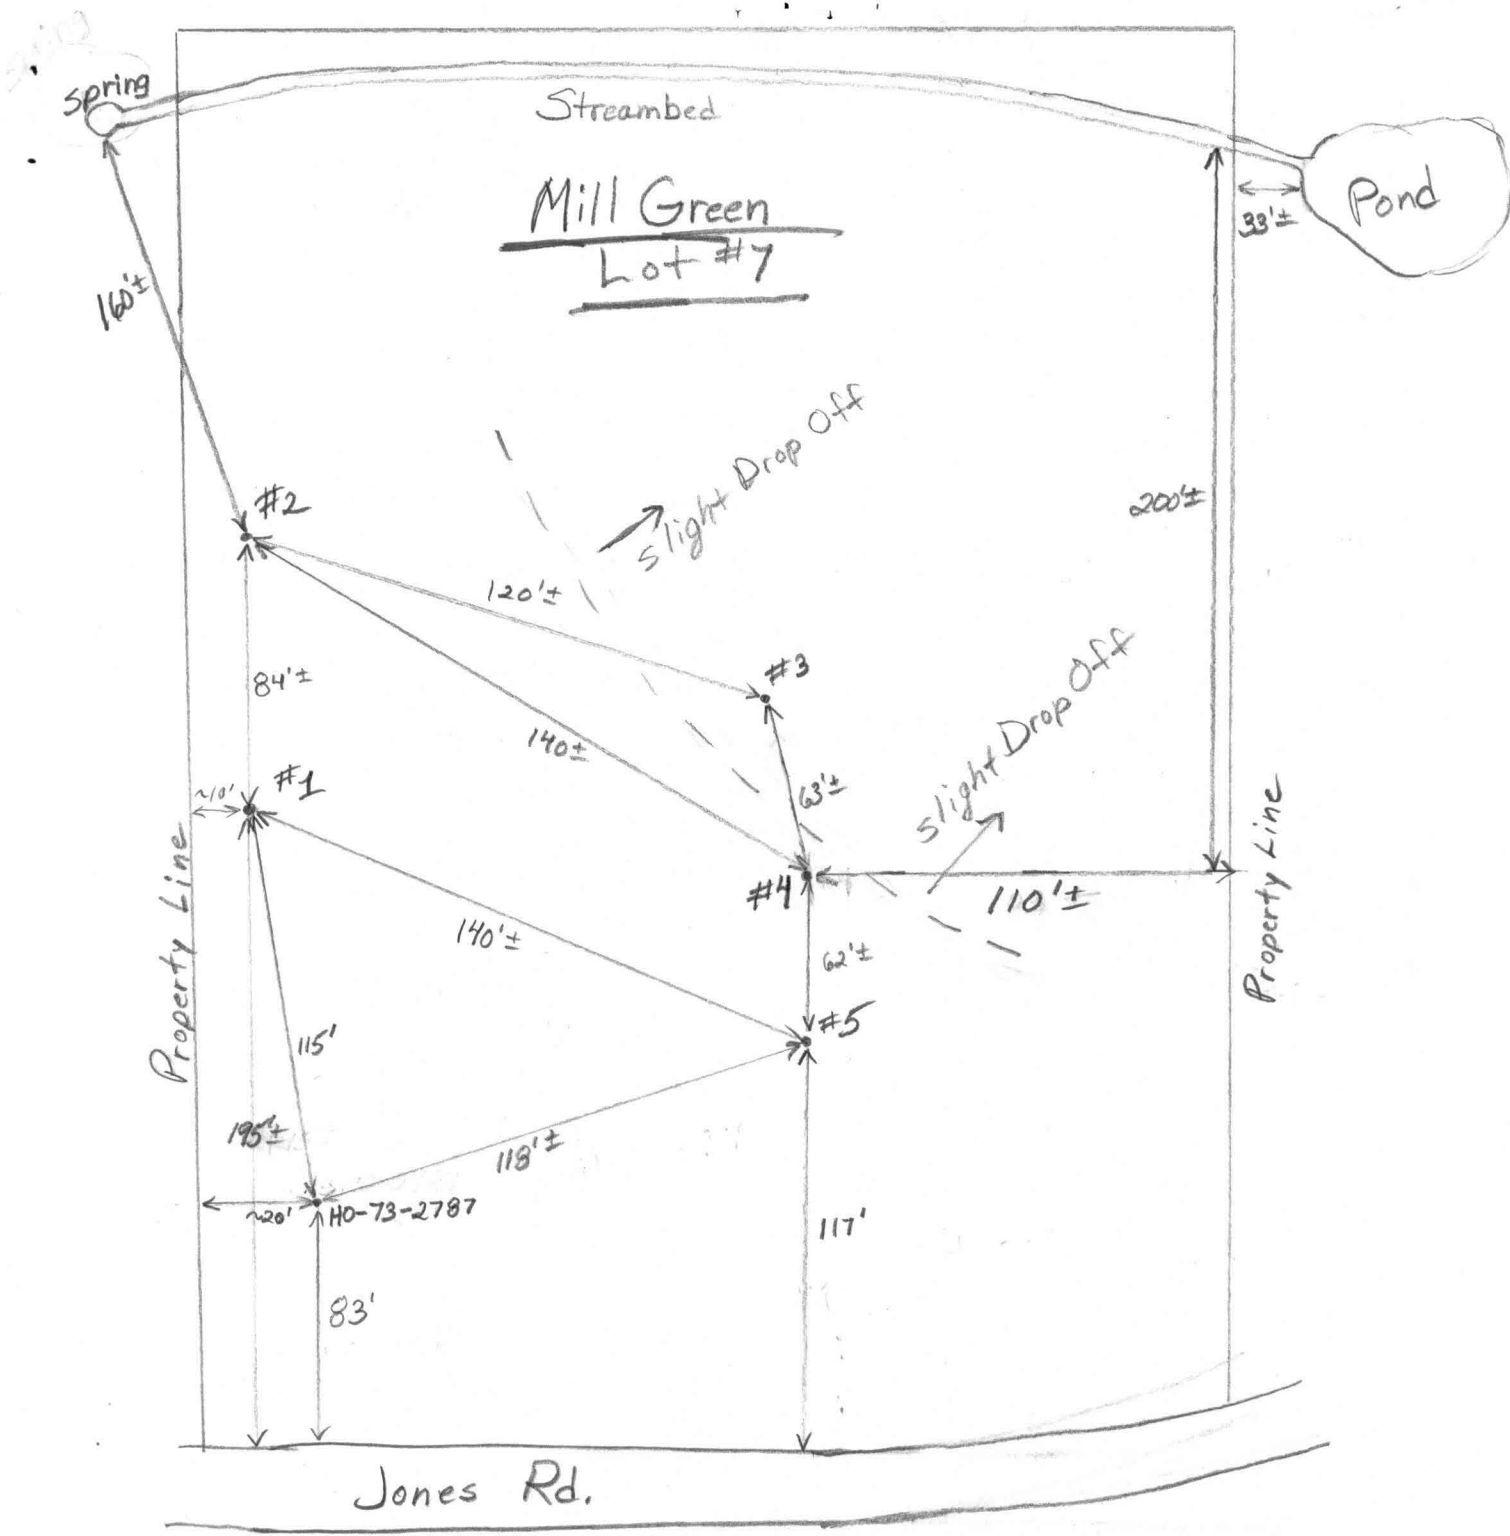 Spring
Streambed
Mill Green
Lot #7
Pond
33'±
160'±
Slight Drop Off
200'±
#2
120'±
#3
84'±
140±
63'±
Slight Drop Off
#1
~10'
#4
110'±
Property Line
Property Line
140'±
62'±
#5
115'
195'±
118'±
~20'
HO-73-2787
117'
83'
Jones Rd.